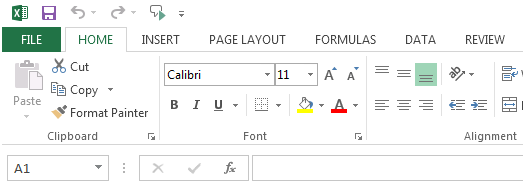 FILE HOME INSERT PAGE LAYOUT FORMULAS DATA REVIEW
Cut
Calibri 11 A A
Paste
Copy
Format Painter
B I U A
Clipboard Font Alignment
A1 fx